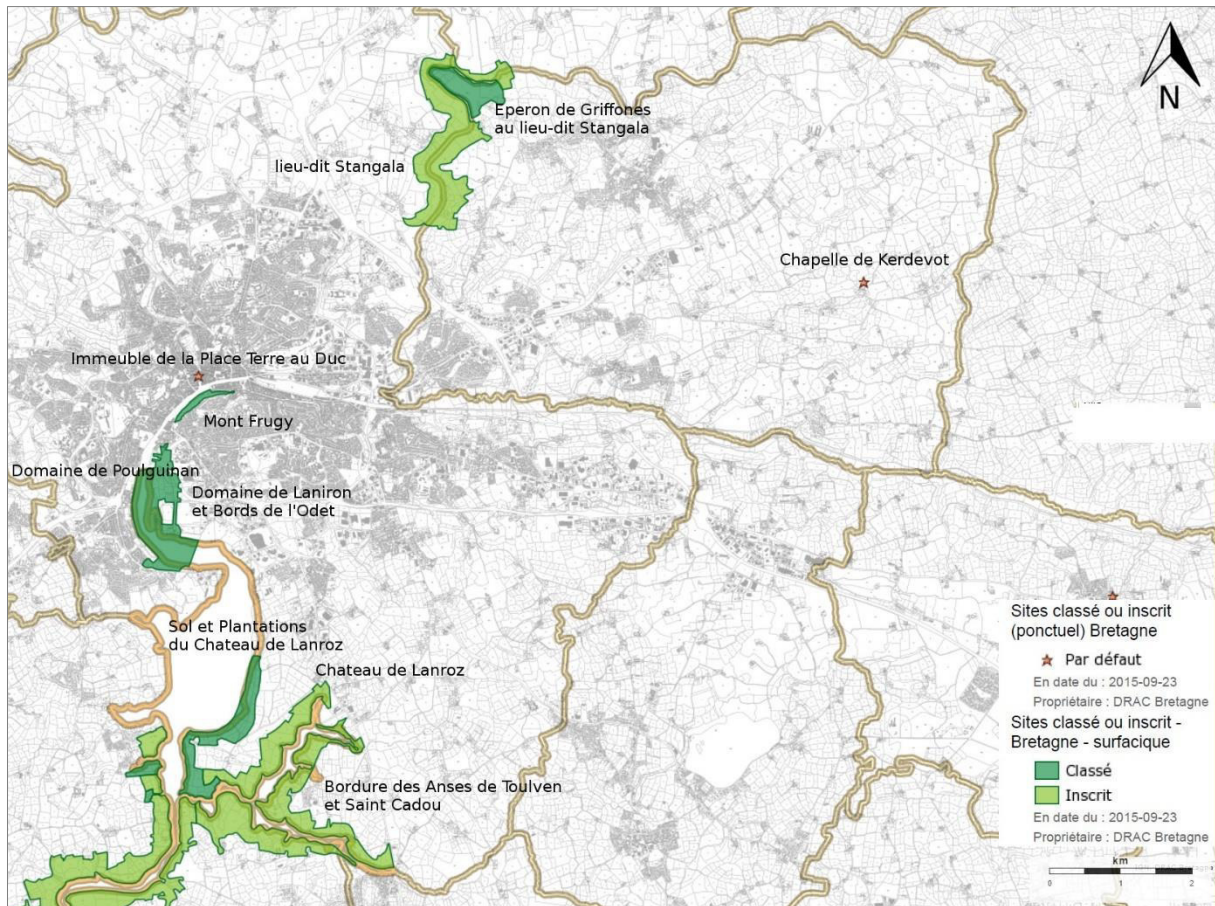 N
Eperon de Griffones
au lieu-dit Stangala
lieu-dit Stangala
Chapelle de Kerdevot
Immeuble de la Place Terre au Duc
Mont Frugy
Domaine de Poulguinan
Domaine de Laniron
et Bords de l'Odet
Sol et Plantations
du Chateau de Lanroz
Chateau de Lanroz
Bordure des Anses de Toulven
et Saint Cadou
Sites classé ou inscrit
(ponctuel) Bretagne
Par défaut
En date du : 2015-09-23
Propriétaire : DRAC Bretagne
Sites classé ou inscrit -
Bretagne - surfacique
Classé
Inscrit
En date du : 2015-09-23
Propriétaire : DRAC Bretagne
km
0 1 2